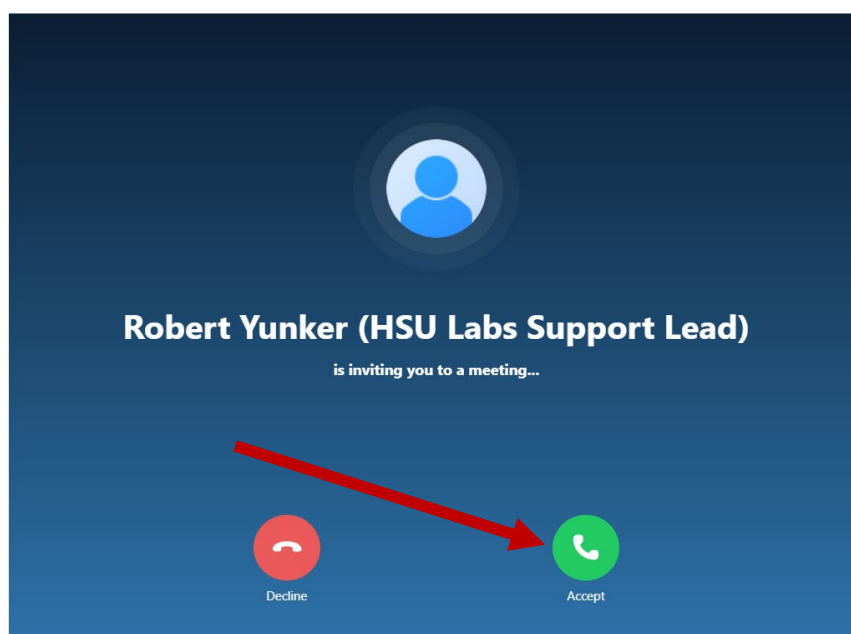 Robert Yunker (HSU Labs Support Lead)
is inviting you to a meeting...
Decline
Accept